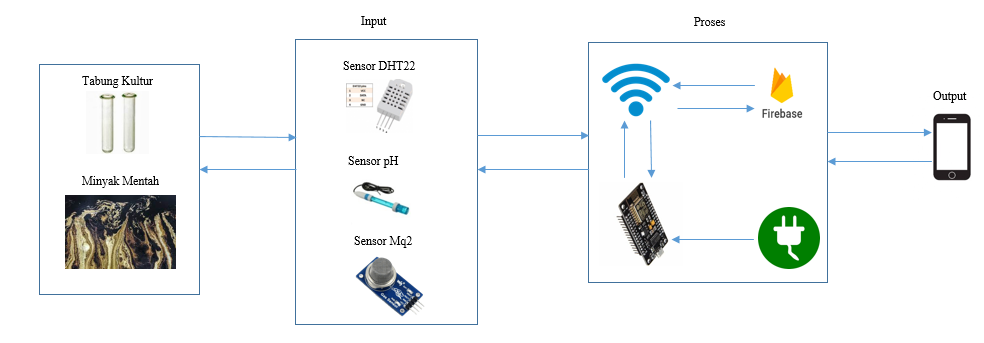 Input
Proses
Tabung Kultur
Sensor DHT22
Firebase
Output
Sensor pH
Minyak Mentah
Sensor Mq2